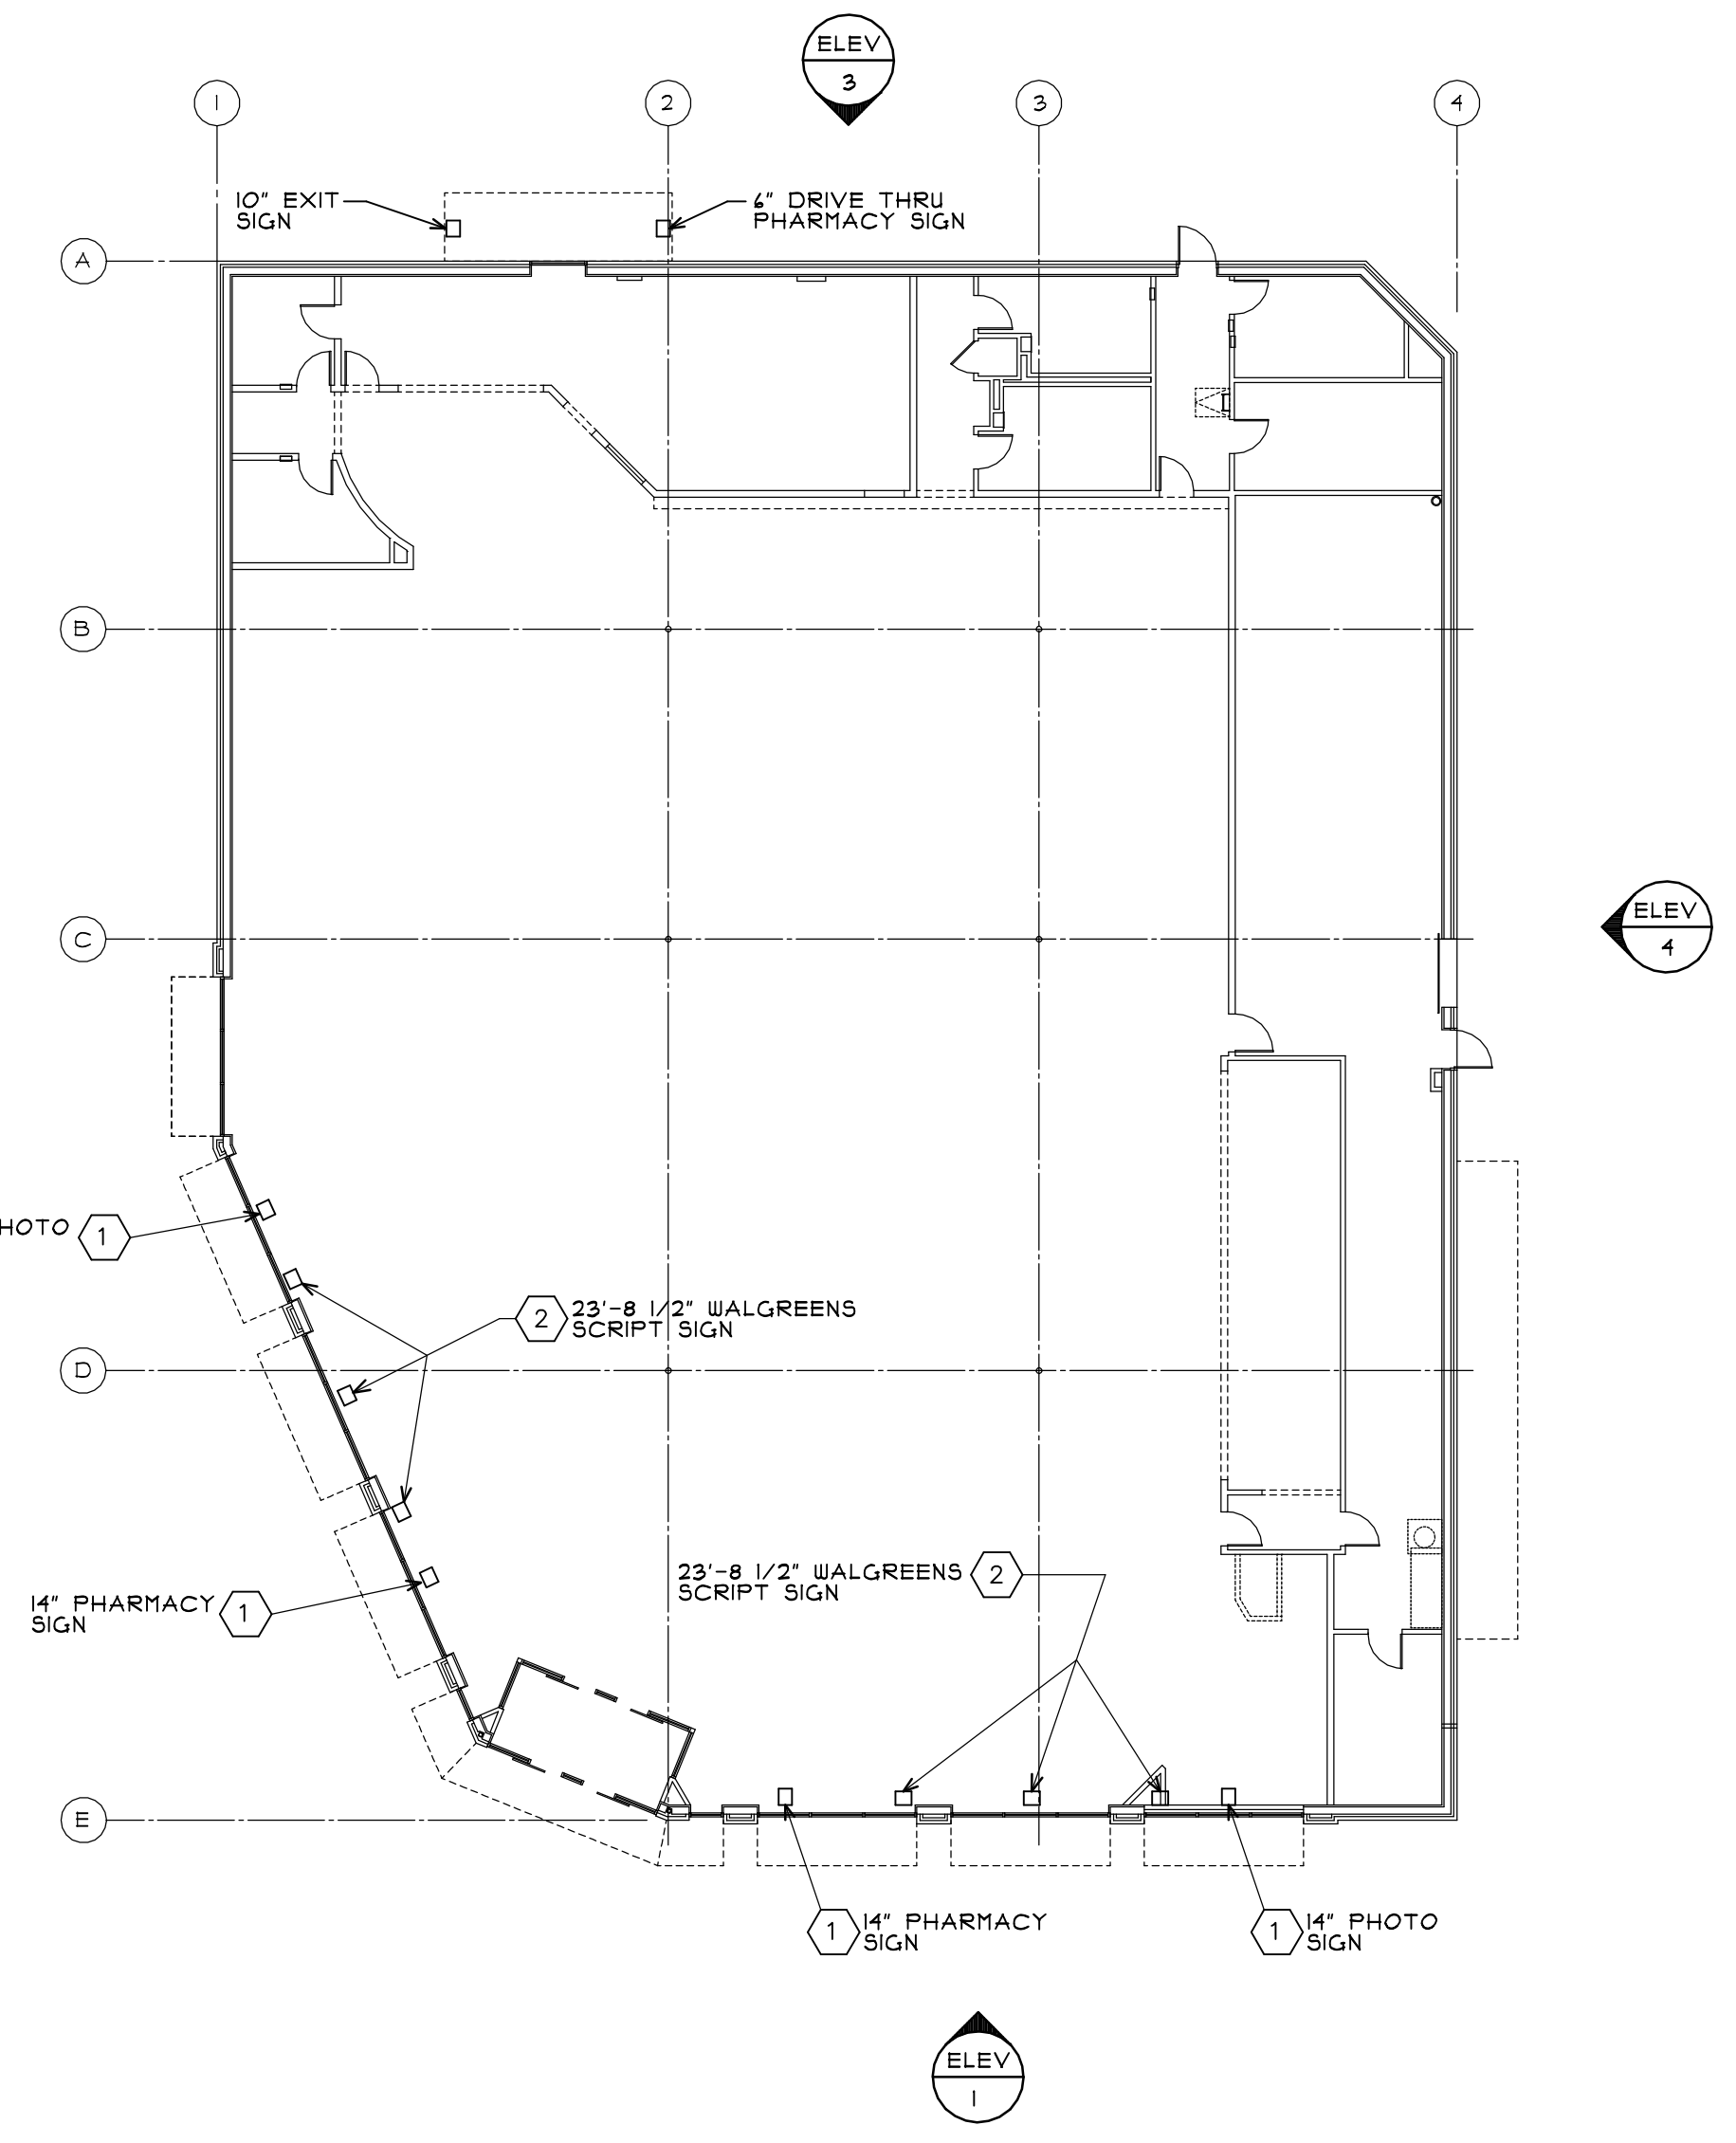 ELEV
3
1
2
3
4
10" EXIT
SIGN
6" DRIVE THRU
PHARMACY SIGN
A
B
C
ELEV
4
HOTO
1
2
23'-8 1/2" WALGREENS
SCRIPT SIGN
D
23'-8 1/2" WALGREENS
SCRIPT SIGN
2
14" PHARMACY
SIGN
1
E
1
14" PHARMACY
SIGN
1
14" PHOTO
SIGN
ELEV
1